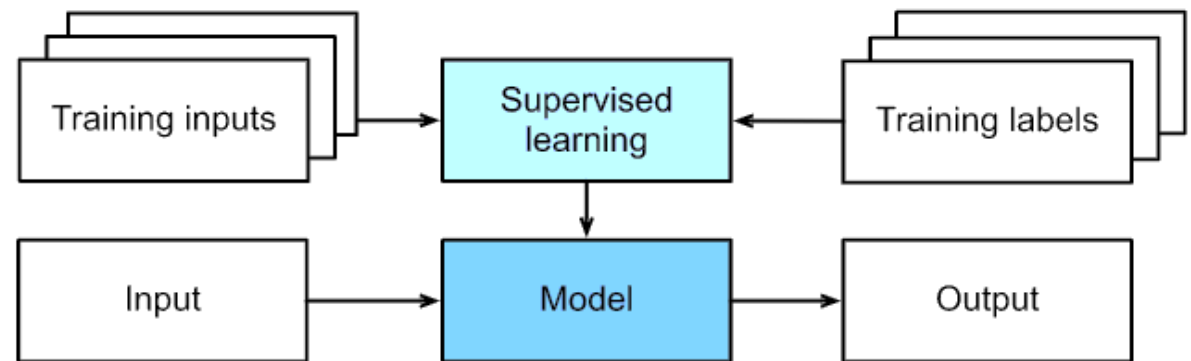 Training inputs
Supervised
learning
Training labels
Input
Model
Output